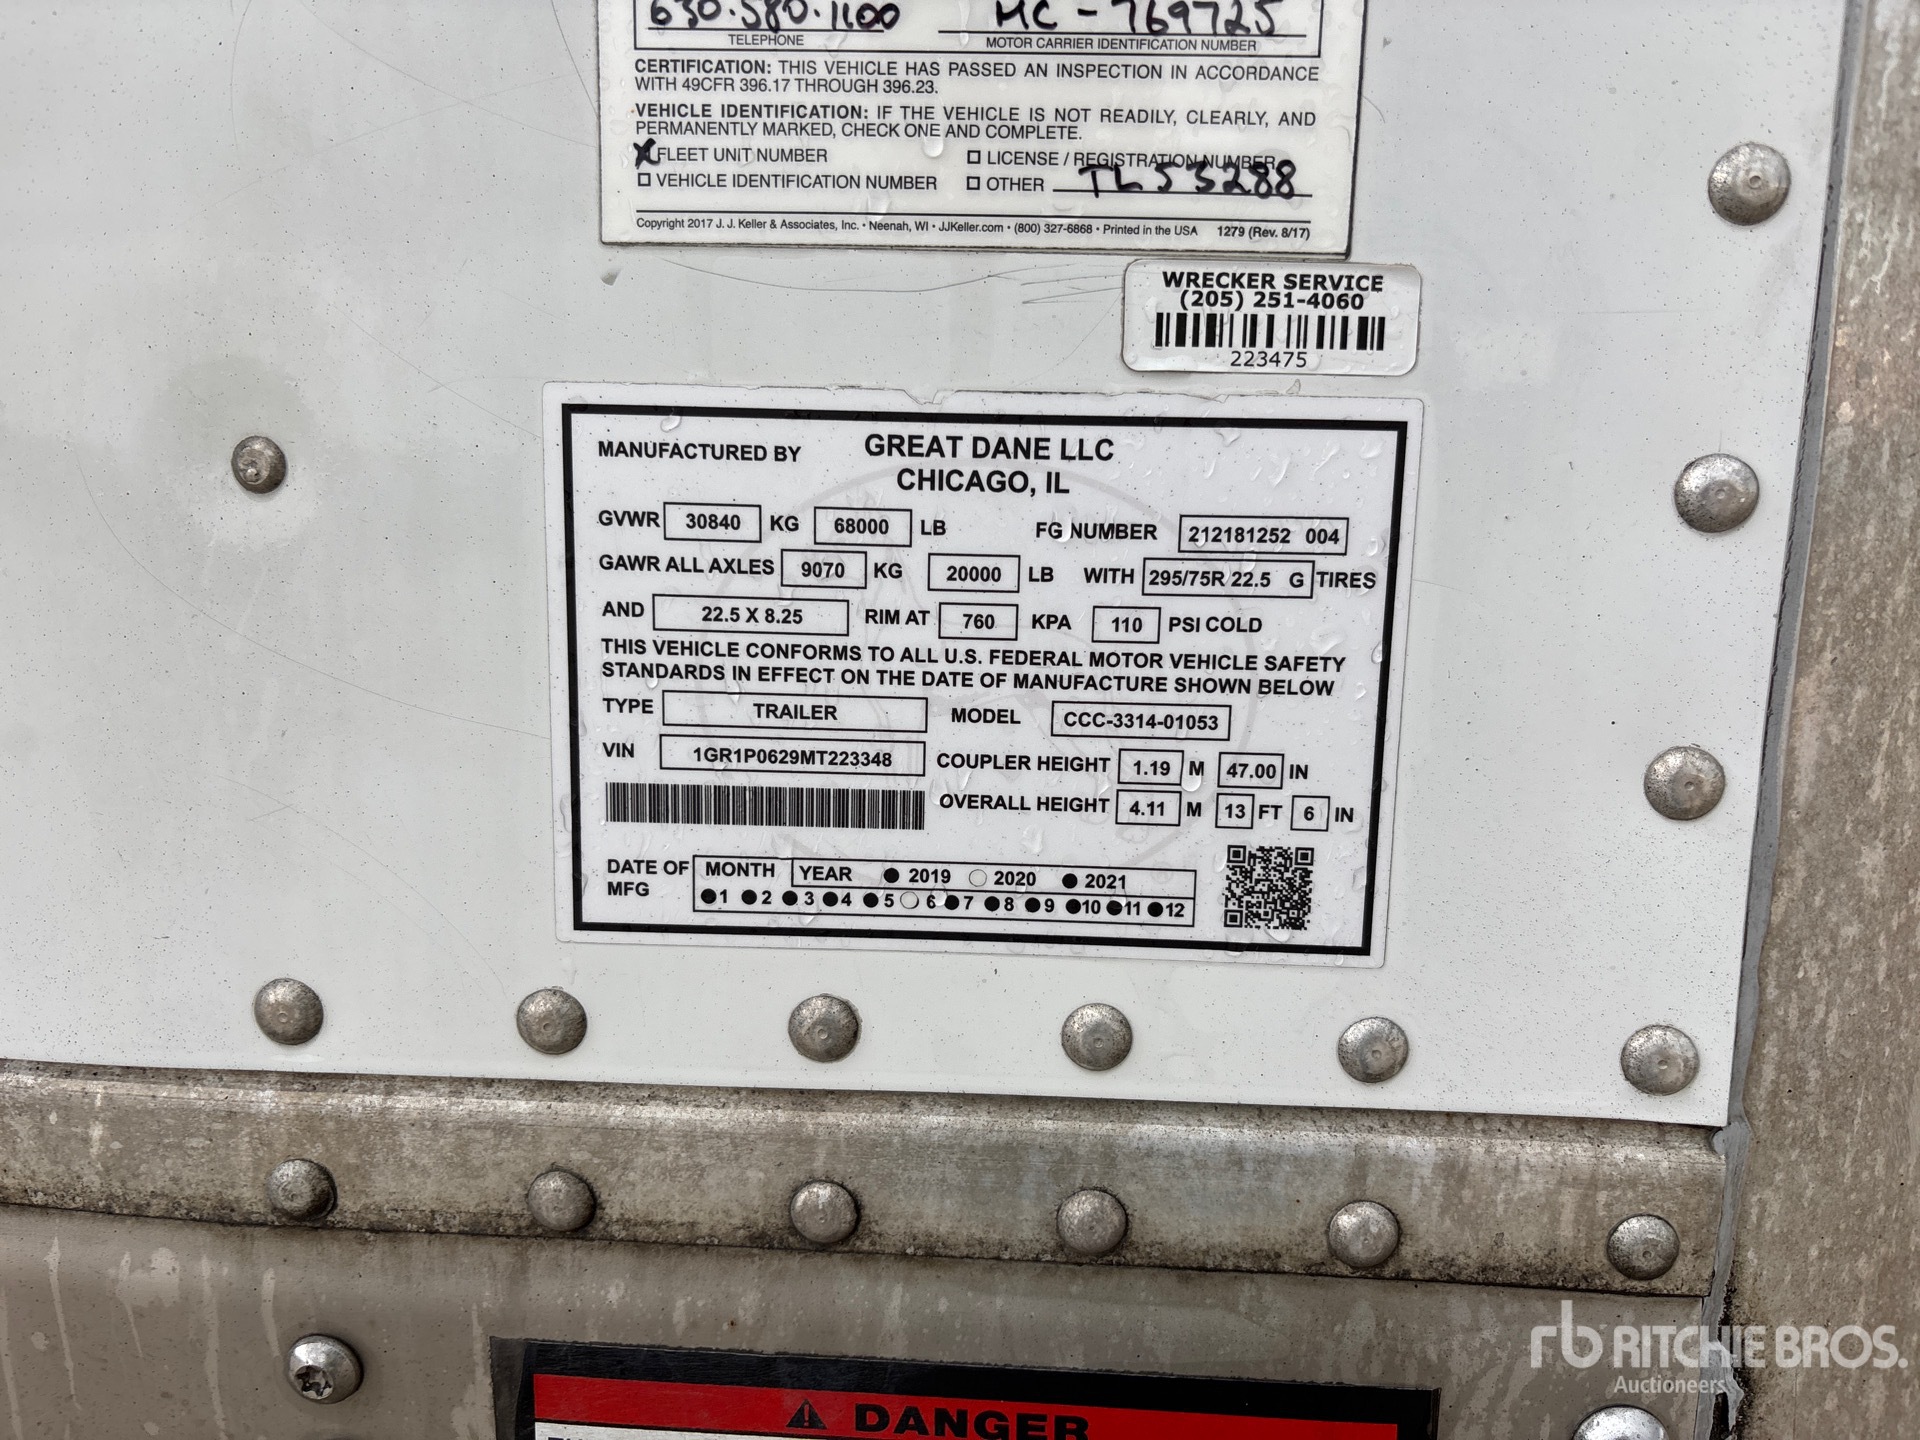 630.580.1100 MC-769725
TELEPHONE MOTOR CARRIER IDENTIFICATION NUMBER
CERTIFICATION: THIS VEHICLE HAS PASSED AN INSPECTION IN ACCORDANCE
WITH 49CFR 396.17 THROUGH 396.23.
VEHICLE IDENTIFICATION: IF THE VEHICLE IS NOT READILY, CLEARLY, AND
PERMANENTLY MARKED, CHECK ONE AND COMPLETE.
X FLEET UNIT NUMBER ☐ LICENSE / REGISTRATION NUMBER
☐ VEHICLE IDENTIFICATION NUMBER ☐ OTHER TL53288
Copyright 2017 J. J. Keller & Associates, Inc. • Neenah, WI • JJKeller.com • (800) 327-6868 • Printed in the USA 1279 (Rev. 8/17)
WRECKER SERVICE
(205) 251-4060
223475
MANUFACTURED BY GREAT DANE LLC
CHICAGO, IL
GVWR 30840 KG 68000 LB FG NUMBER 212181252 004
GAWR ALL AXLES 9070 KG 20000 LB WITH 295/75R 22.5 G TIRES
AND 22.5 X 8.25 RIM AT 760 KPA 110 PSI COLD
THIS VEHICLE CONFORMS TO ALL U.S. FEDERAL MOTOR VEHICLE SAFETY
STANDARDS IN EFFECT ON THE DATE OF MANUFACTURE SHOWN BELOW
TYPE TRAILER MODEL CCC-3314-01053
VIN 1GR1P0629MT223348 COUPLER HEIGHT 1.19 M 47.00 IN
OVERALL HEIGHT 4.11 M 13 FT 6 IN
DATE OF MFG MONTH YEAR ● 2019 ○ 2020 ● 2021
●1 ●2 ●3 ●4 ●5 ○6 ●7 ●8 ●9 ●10 ●11 ●12
⚠ DANGER
rb RITCHIE BROS.
Auctioneers